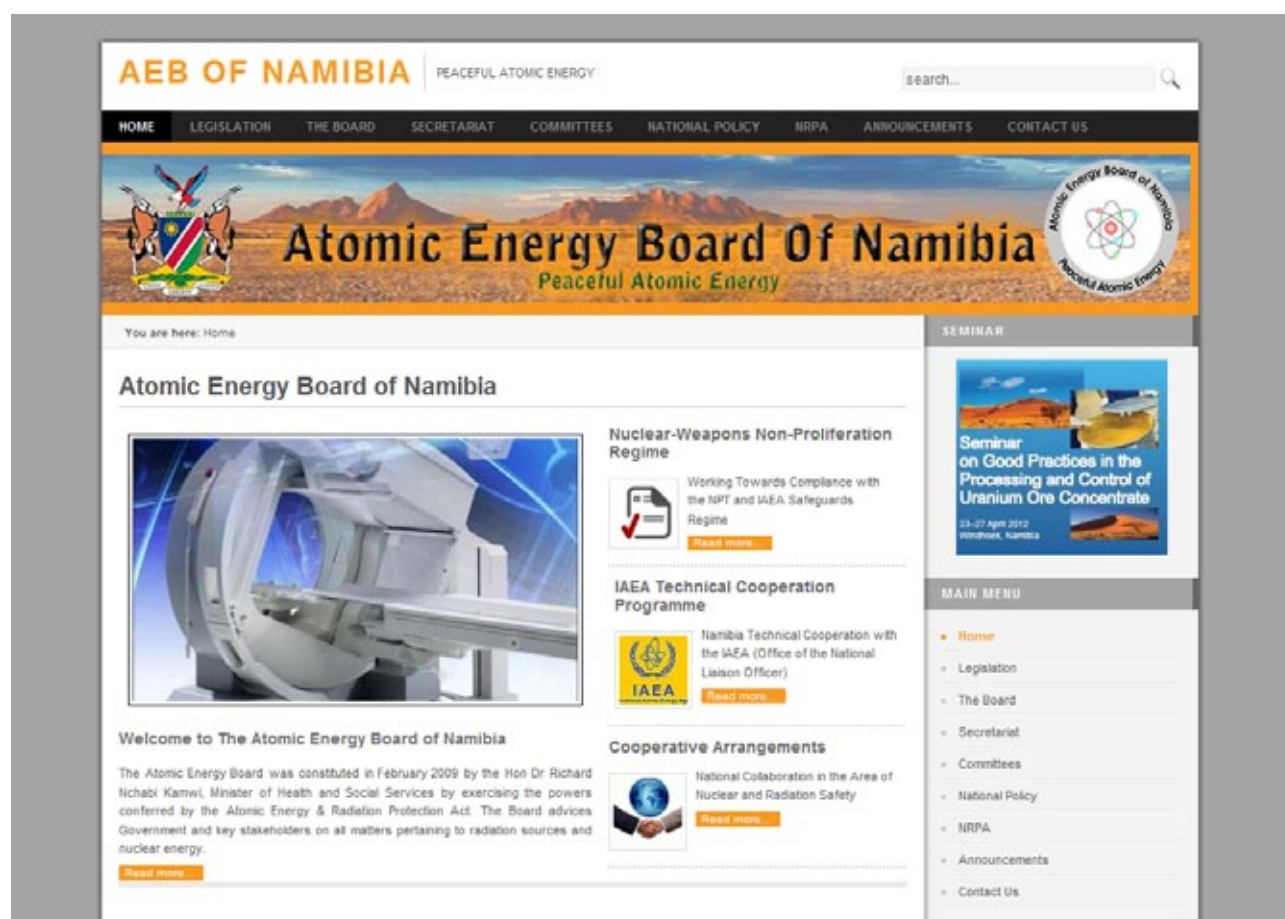 AEB OF NAMIBIA
PEACEFUL ATOMIC ENERGY
search...
HOME LEGISLATION THE BOARD SECRETARIAT COMMITTEES NATIONAL POLICY NRPA ANNOUNCEMENTS CONTACT US
Atomic Energy Board Of Namibia
Peaceful Atomic Energy
Atomic Energy Board of Namibia
Peaceful Atomic Energy
You are here: Home
Atomic Energy Board of Namibia
Welcome to The Atomic Energy Board of Namibia
The Atomic Energy Board was constituted in February 2009 by the Hon Dr Richard
Nchabi Kamwi, Minister of Health and Social Services by exercising the powers
conferred by the Atomic Energy & Radiation Protection Act. The Board advices
Government and key stakeholders on all matters pertaining to radiation sources and
nuclear energy.
Read more...
Nuclear-Weapons Non-Proliferation
Regime
Working Towards Compliance with
the NPT and IAEA Safeguards
Regime
Read more...
IAEA Technical Cooperation
Programme
IAEA
Namibia Technical Cooperation with
the IAEA (Office of the National
Liaison Officer)
Read more...
Cooperative Arrangements
National Collaboration in the Area of
Nuclear and Radiation Safety
Read more...
SEMINAR
Seminar
on Good Practices in the
Processing and Control of
Uranium Ore Concentrate
23–27 April 2012
Windhoek, Namibia
MAIN MENU
Home
Legislation
The Board
Secretariat
Committees
National Policy
NRPA
Announcements
Contact Us